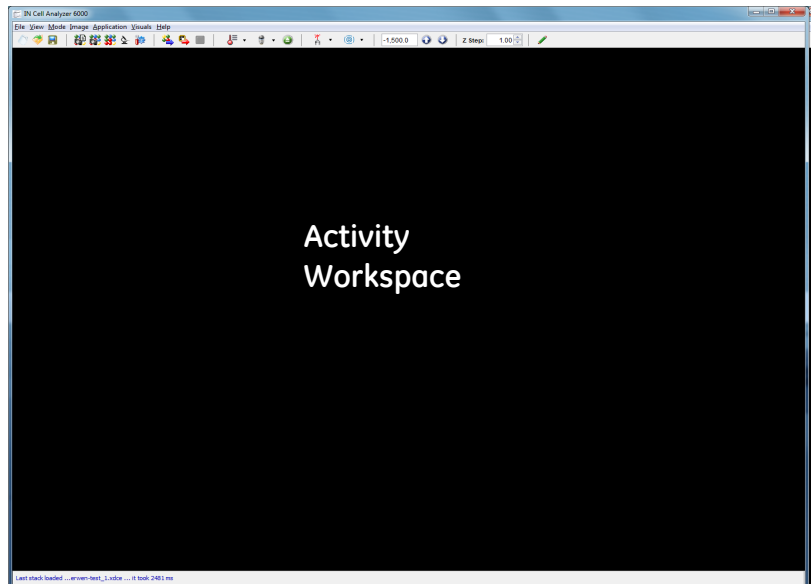 IN Cell Analyzer 6000
File View Mode Image Application Visuals Help
-1,500.0 Z Step: 1.00
Activity
Workspace
Last stack loaded ...erwen-test_1.xdce ... it took 2481 ms